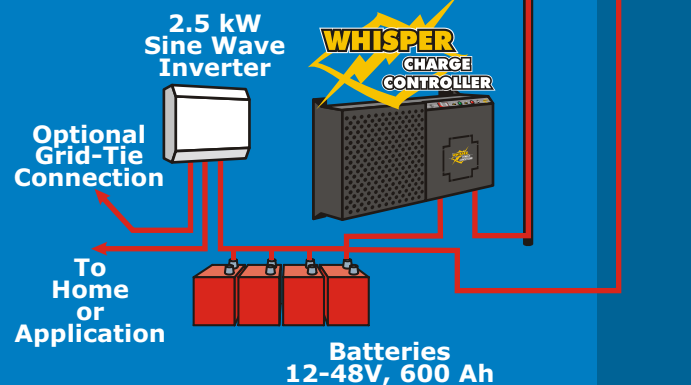 2.5 kW
Sine Wave
Inverter
WHISPER
CHARGE
CONTROLLER
Optional
Grid-Tie
Connection
To
Home
or
Application
Batteries
12-48V, 600 Ah